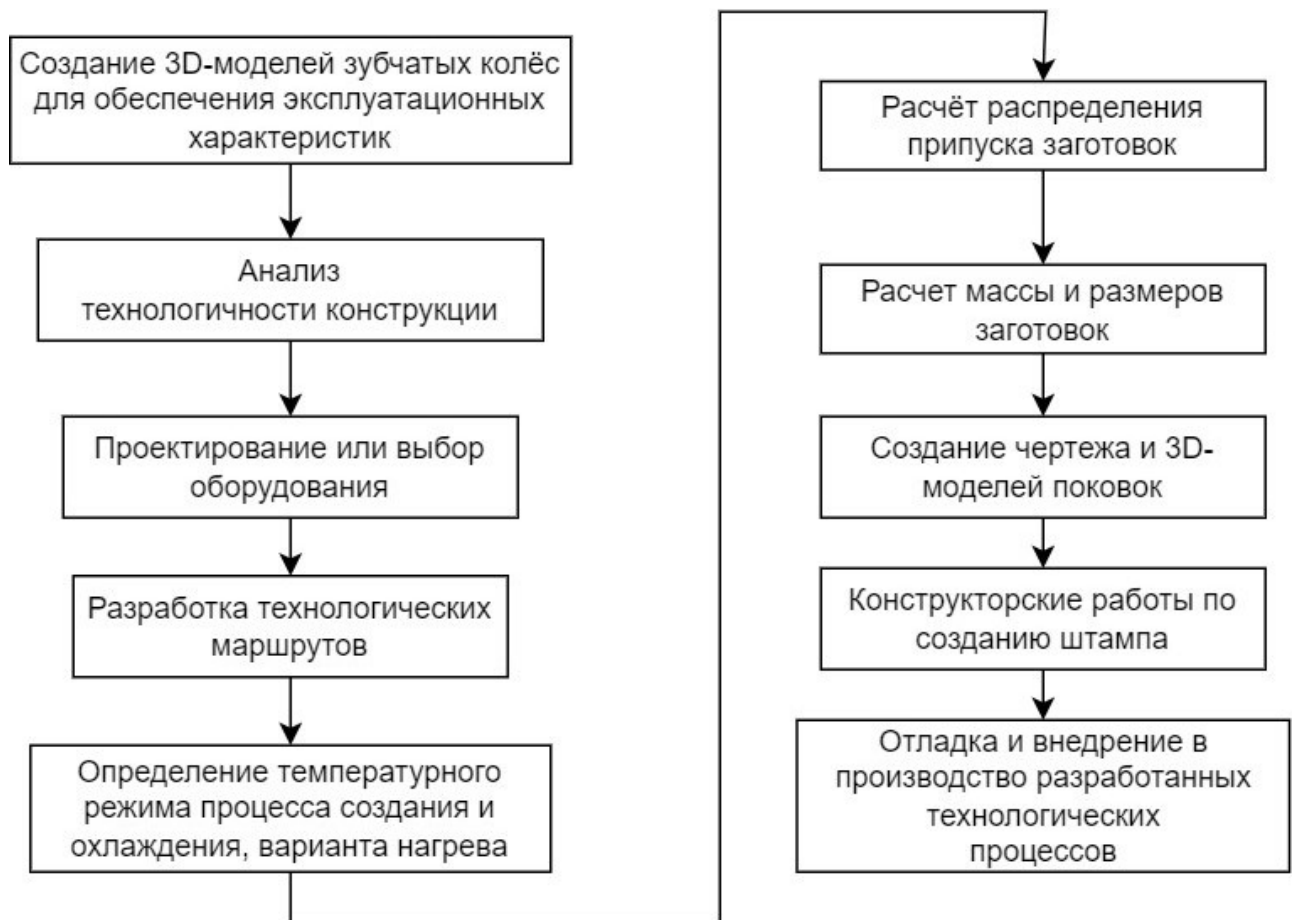 Создание 3D-моделей зубчатых колёс
для обеспечения эксплуатационных
характеристик
Анализ
технологичности конструкции
Проектирование или выбор
оборудования
Разработка технологических
маршрутов
Определение температурного
режима процесса создания и
охлаждения, варианта нагрева
Расчёт распределения
припуска заготовок
Расчет массы и размеров
заготовок
Создание чертежа и 3D-
моделей поковок
Конструкторские работы по
созданию штампа
Отладка и внедрение в
производство разработанных
технологических
процессов